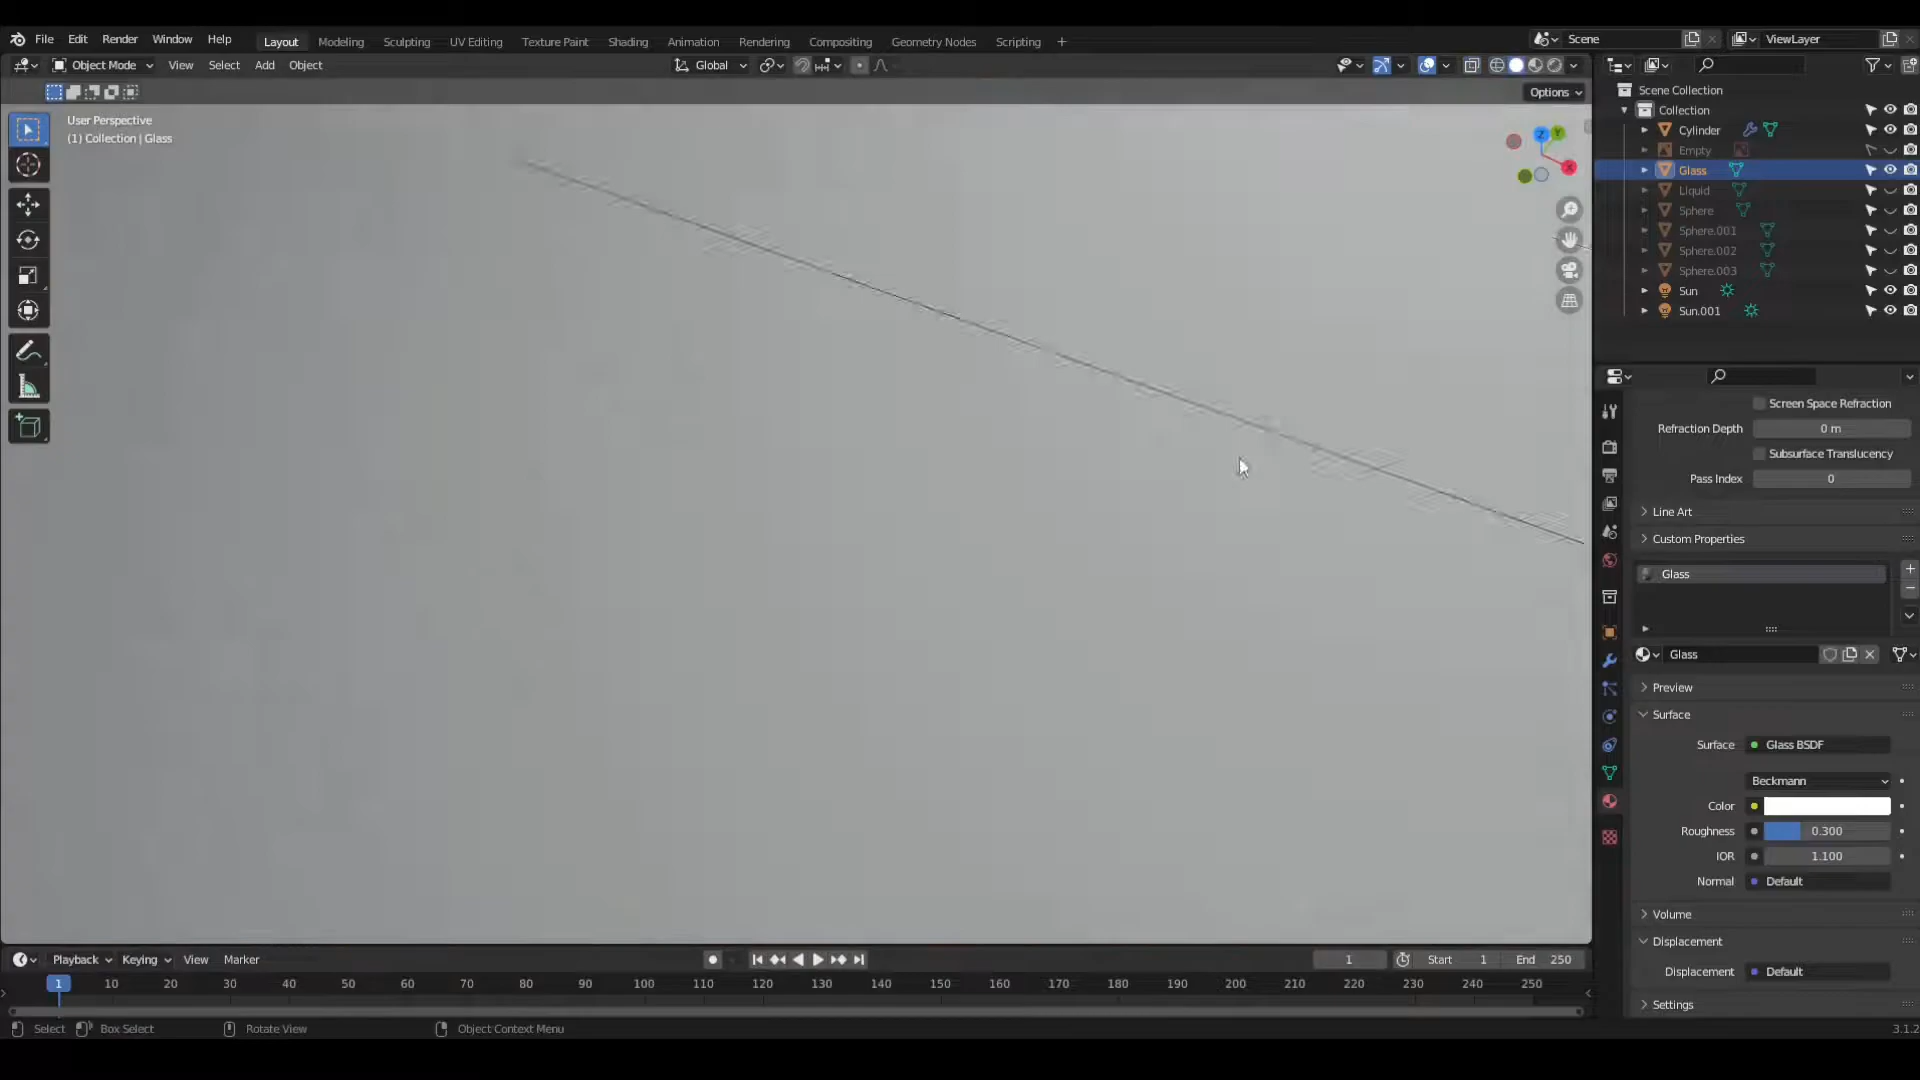 File Edit Render Window Help Layout Modeling Sculpting UV Editing Texture Paint Shading Animation Rendering Compositing Geometry Nodes Scripting + Scene ViewLayer
Object Mode View Select Add Object Global
Options
User Perspective
(1) Collection | Glass
Z Y
X
Scene Collection
Collection
Cylinder
Empty
Glass
Liquid
Sphere
Sphere.001
Sphere.002
Sphere.003
Sun
Sun.001
Screen Space Refraction
Refraction Depth 0 m
Subsurface Translucency
Pass Index 0
Line Art
Custom Properties
Glass
Glass
Preview
Surface
Surface Glass BSDF
Beckmann
Color
Roughness 0.300
IOR 1.100
Normal Default
Volume
Displacement
Displacement Default
Settings
Playback Keying View Marker 1 Start 1 End 250
1 10 20 30 40 50 60 70 80 90 100 110 120 130 140 150 160 170 180 190 200 210 220 230 240 250
Select Box Select Rotate View Object Context Menu 3.1.2